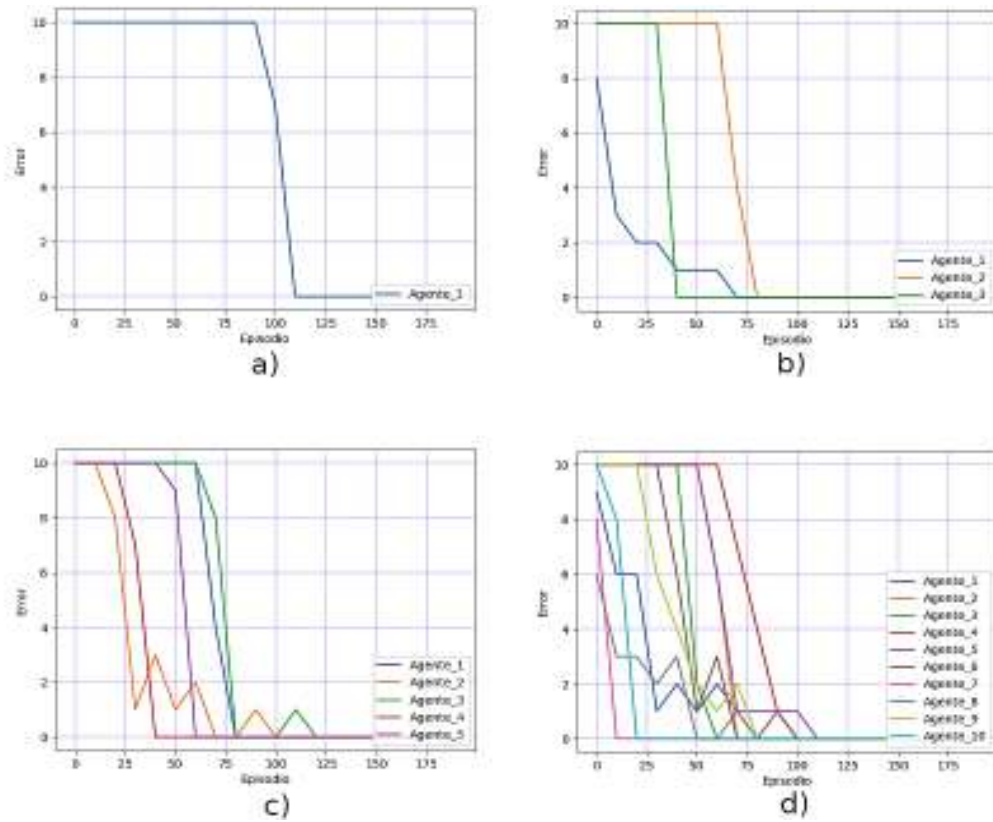 10
8
6
4
2
0
Error
0 25 50 75 100 125 150 175
Episodio
Agente_1
a)
10
8
6
4
2
0
Error
0 25 50 75 100 125 150 175
Episodio
Agente_1
Agente_2
Agente_3
b)
10
8
6
4
2
0
Error
0 25 50 75 100 125 150 175
Episodio
Agente_1
Agente_2
Agente_3
Agente_4
Agente_5
c)
10
8
6
4
2
0
Error
0 25 50 75 100 125 150 175
Episodio
Agente_1
Agente_2
Agente_3
Agente_4
Agente_5
Agente_6
Agente_7
Agente_8
Agente_9
Agente_10
d)